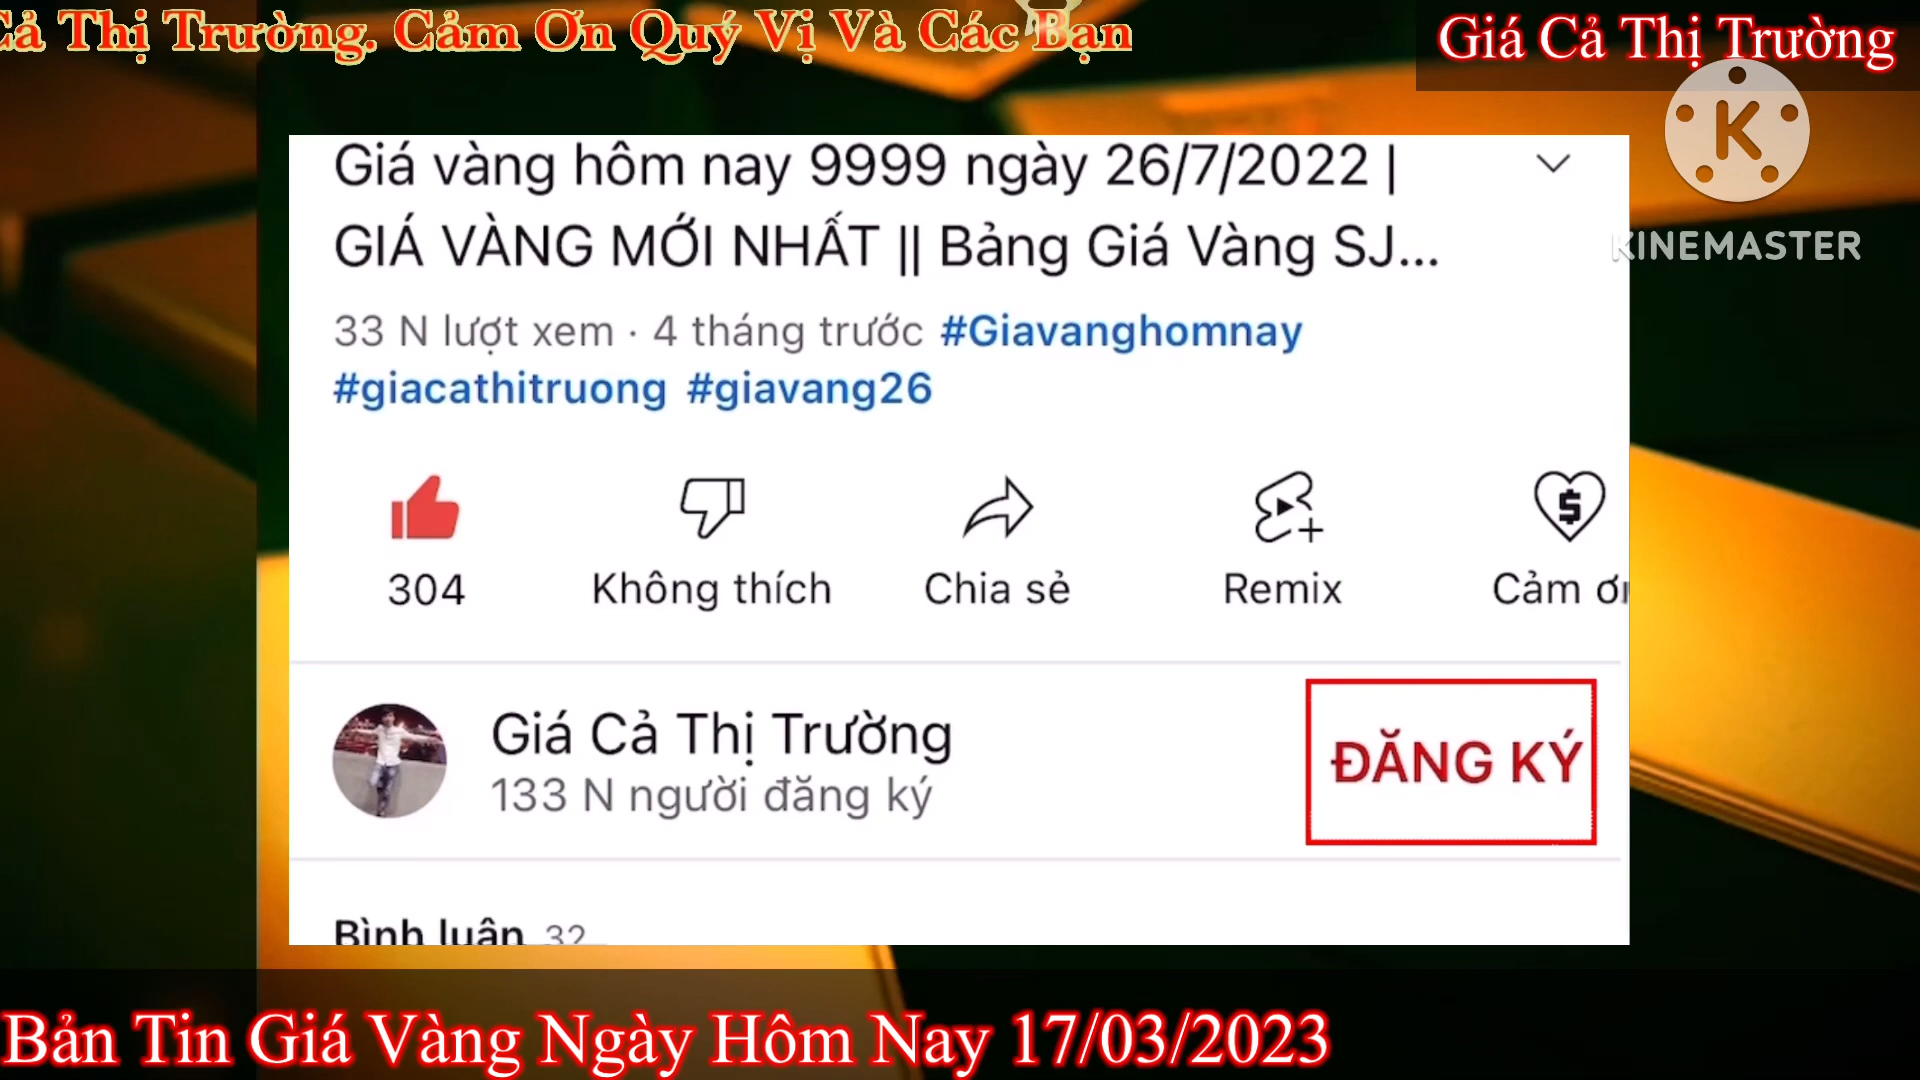 Cả Thị Trường. Cảm Ơn Quý Vị Và Các Bạn
Giá Cả Thị Trường
K
KINEMASTER
Giá vàng hôm nay 9999 ngày 26/7/2022 |
GIÁ VÀNG MỚI NHẤT || Bảng Giá Vàng SJ...
33 N lượt xem · 4 tháng trước #Giavanghomnay
#giacathitruong #giavang26
304
Không thích
Chia sẻ
Remix
Cảm ơn
Giá Cả Thị Trường
133 N người đăng ký
ĐĂNG KÝ
Bình luận 32
Bản Tin Giá Vàng Ngày Hôm Nay 17/03/2023